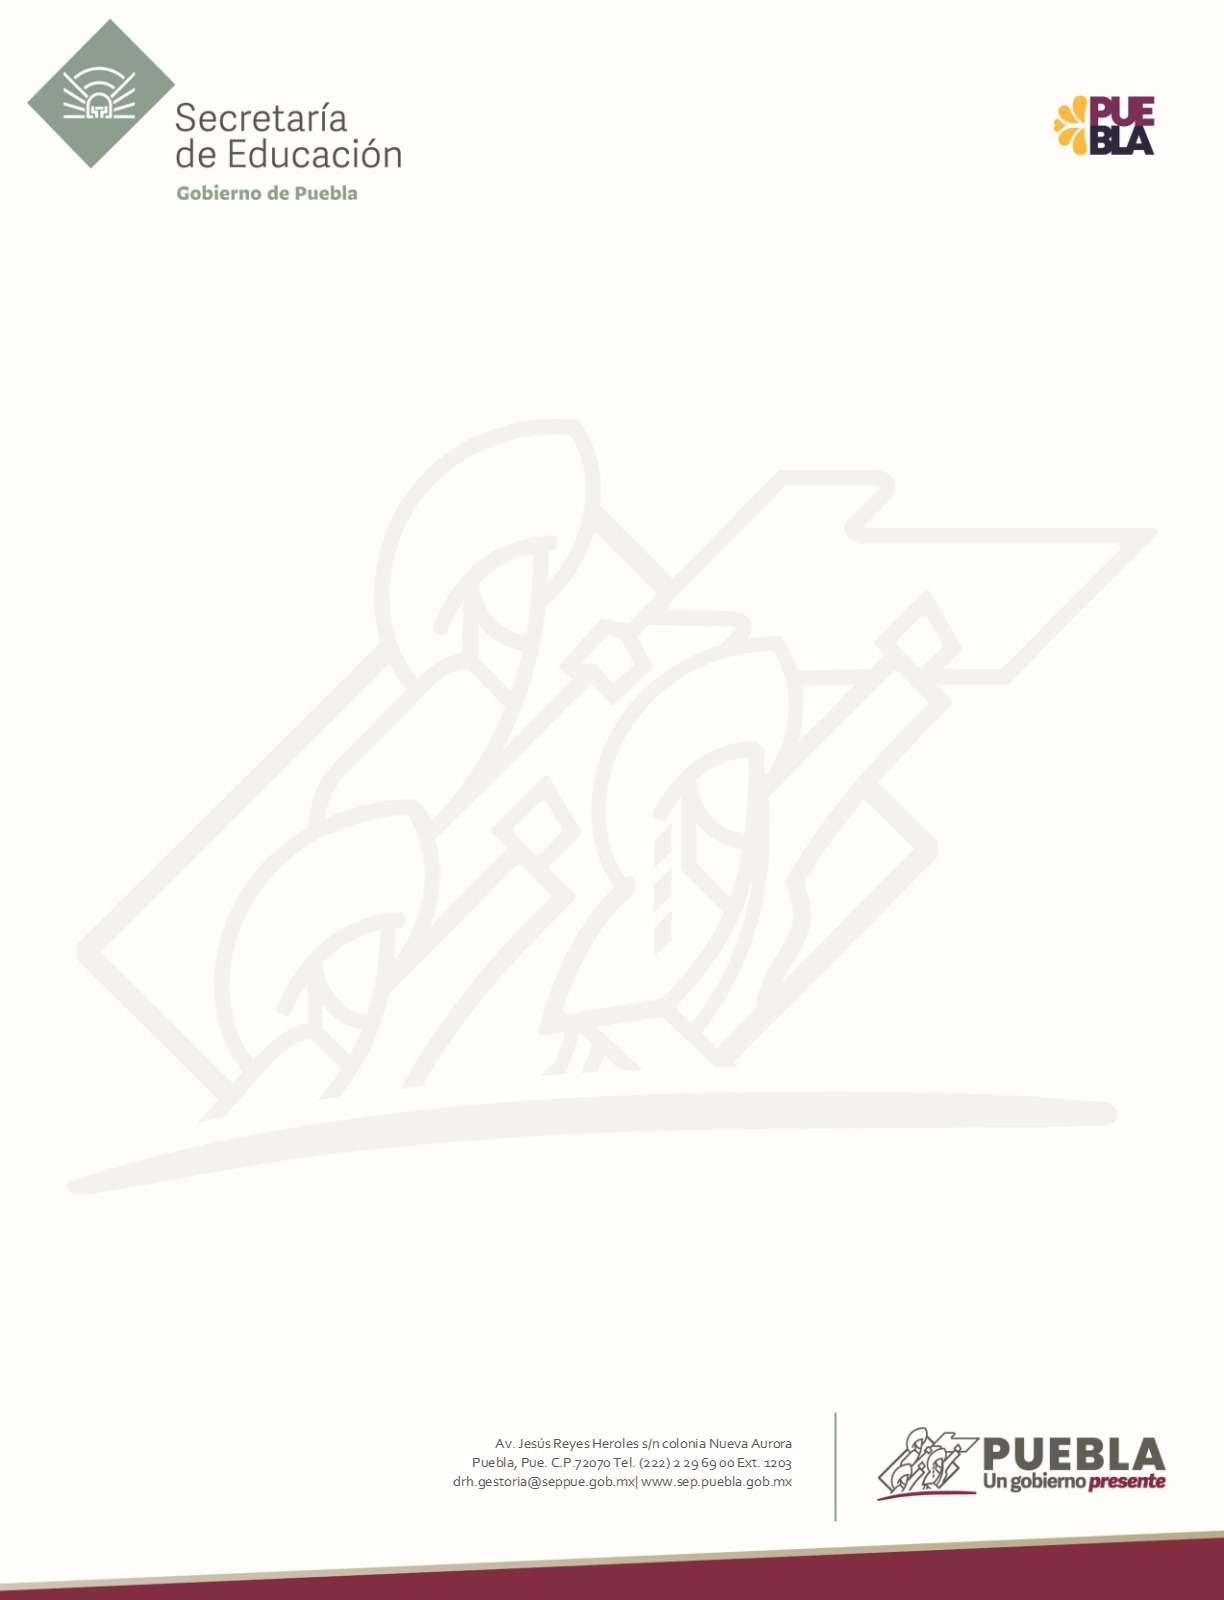 Secretaría
de Educación
Gobierno de Puebla
PUE
BLA
Av. Jesús Reyes Heroles s/n colonia Nueva Aurora
Puebla, Pue. C.P.72070 Tel. (222) 2 29 69 00 Ext. 1203
drh.gestoria@seppue.gob.mx| www.sep.puebla.gob.mx
PUEBLA
Un gobierno presente